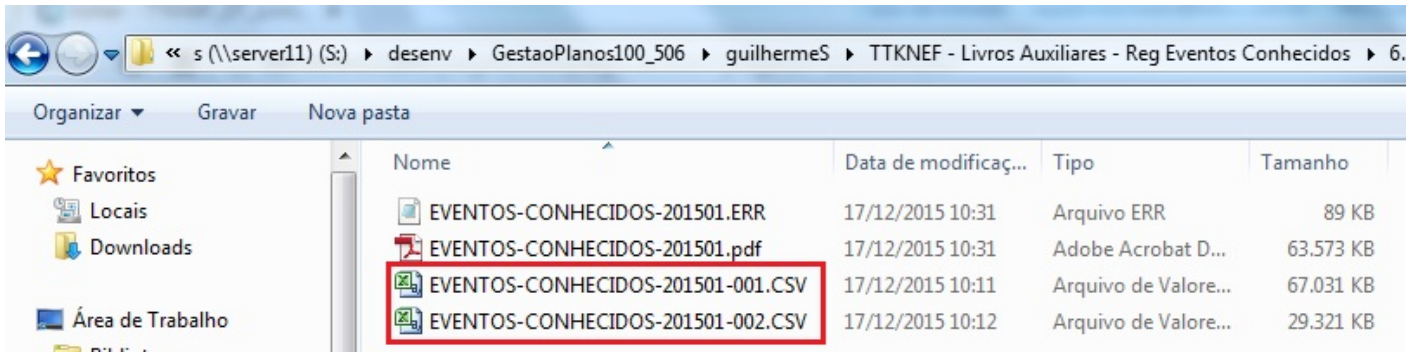 « s (\\server11) (S:) ▸ desenv ▸ GestaoPlanos100_506 ▸ guilhermeS ▸ TTKNEF - Livros Auxiliares - Reg Eventos Conhecidos ▸ 6.
Organizar Gravar Nova pasta
Favoritos Nome Data de modificaç... Tipo Tamanho
Locais EVENTOS-CONHECIDOS-201501.ERR 17/12/2015 10:31 Arquivo ERR 89 KB
Downloads EVENTOS-CONHECIDOS-201501.pdf 17/12/2015 10:31 Adobe Acrobat D... 63.573 KB
EVENTOS-CONHECIDOS-201501-001.CSV 17/12/2015 10:11 Arquivo de Valore... 67.031 KB
Área de Trabalho EVENTOS-CONHECIDOS-201501-002.CSV 17/12/2015 10:12 Arquivo de Valore... 29.321 KB